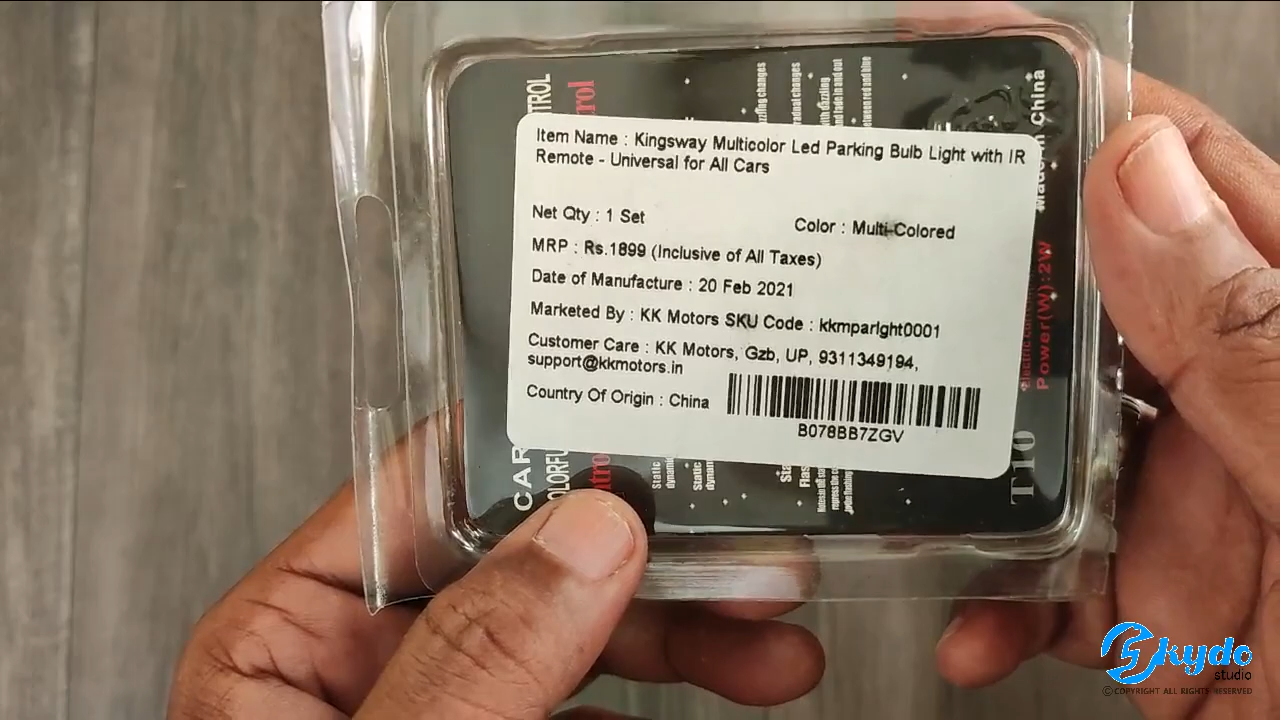 Item Name : Kingsway Multicolor Led Parking Bulb Light with IR
Remote - Universal for All Cars
Net Qty : 1 Set
Color : Multi-Colored
MRP : Rs.1899 (Inclusive of All Taxes)
Date of Manufacture : 20 Feb 2021
Marketed By : KK Motors SKU Code : kkmparlght0001
Customer Care : KK Motors, Gzb, UP, 9311349194,
support@kkmotors.in
Country Of Origin : China
B078BB7ZGV
CAR
Static
Static
T10
Power(W):2W
China
skydo
studio
©COPYRIGHT ALL RIGHTS RESERVED